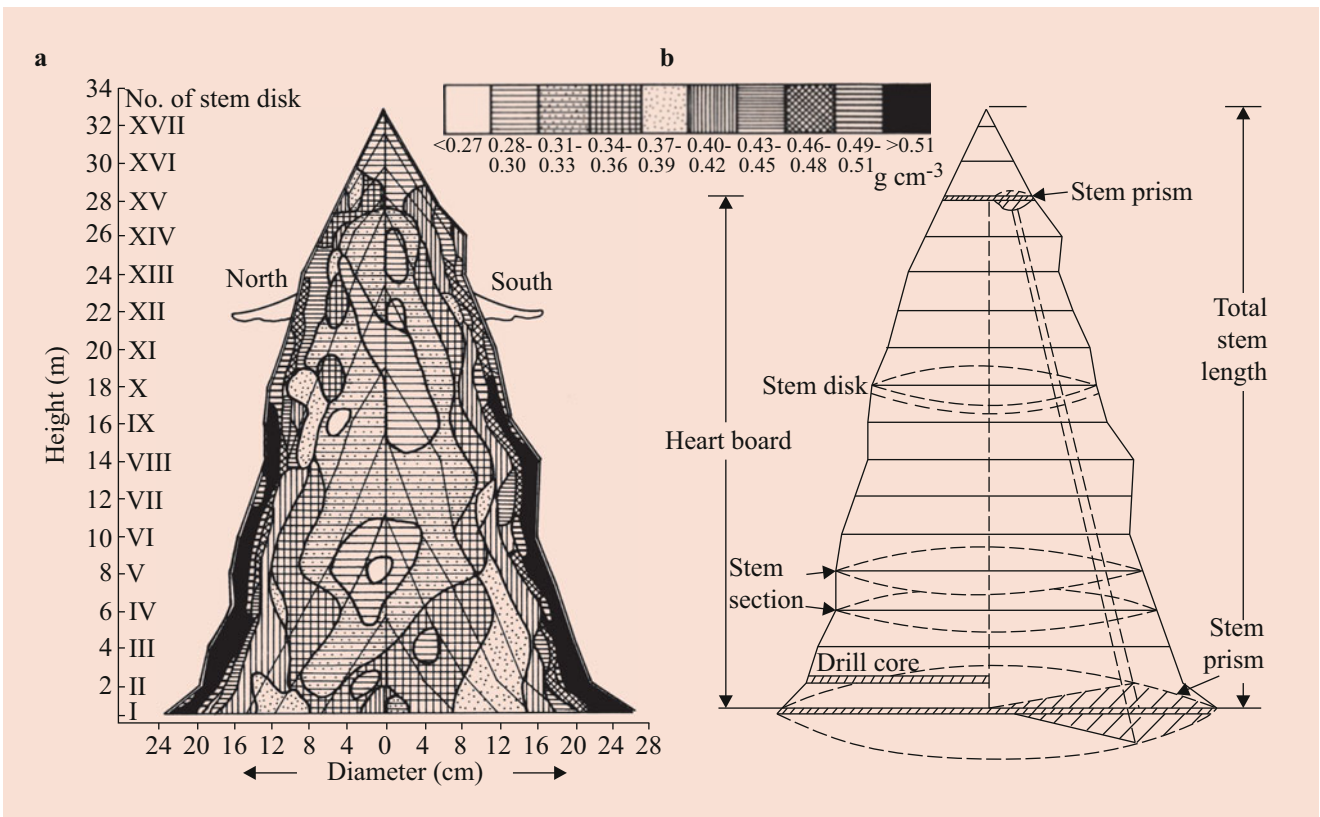 a
b
34
No. of stem disk
32 XVII
30 XVI
28 XV
26 XIV
24 XIII
22 XII
20 XI
18 X
16 IX
14 VIII
12 VII
10 VI
8 V
6 IV
4 III
2 II
I
Height (m)
North
South
24 20 16 12 8 4 0 4 8 12 16 20 24 28
Diameter (cm)
<0.27 0.28- 0.31- 0.34- 0.37- 0.40- 0.43- 0.46- 0.49- >0.51
0.30 0.33 0.36 0.39 0.42 0.45 0.48 0.51 g cm-3
Stem prism
Total
stem
length
Stem disk
Heart board
Stem
section
Stem
prism
Drill core